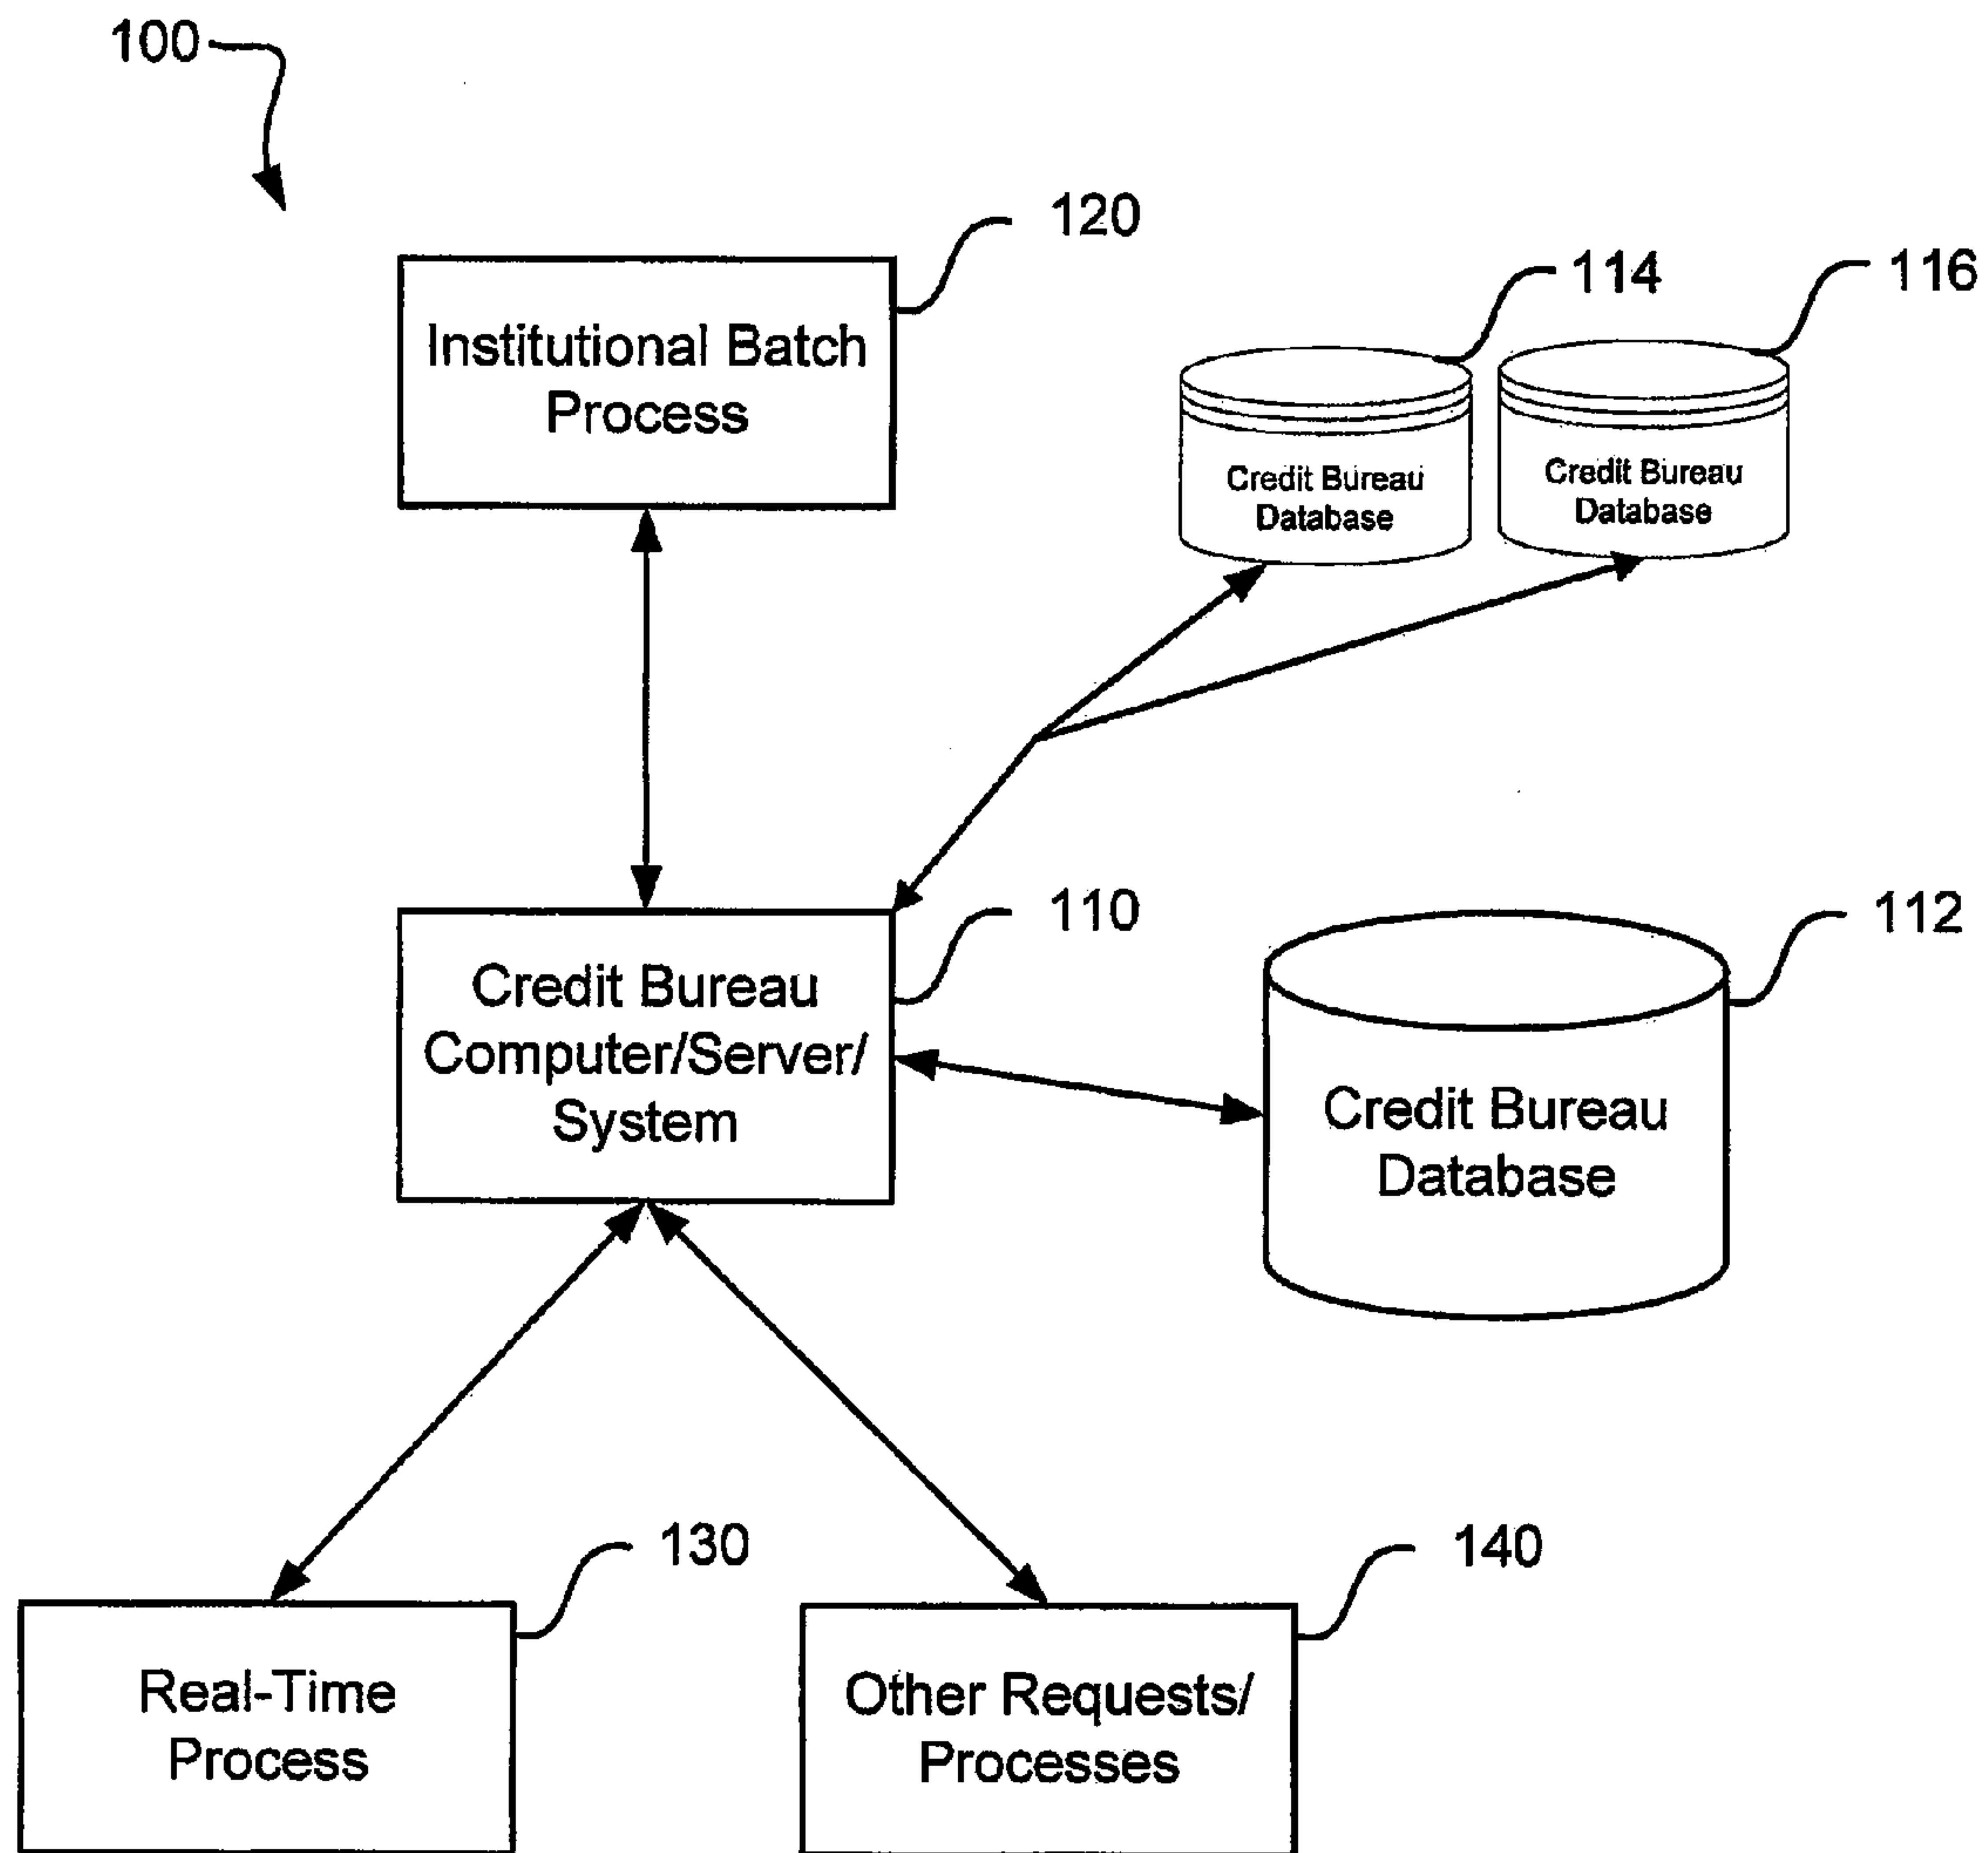 100
120
Institutional Batch
Process
114
116
Credit Bureau
Database
Credit Bureau
Database
110
112
Credit Bureau
Computer/Server/
System
Credit Bureau
Database
130
140
Real-Time
Process
Other Requests/
Processes